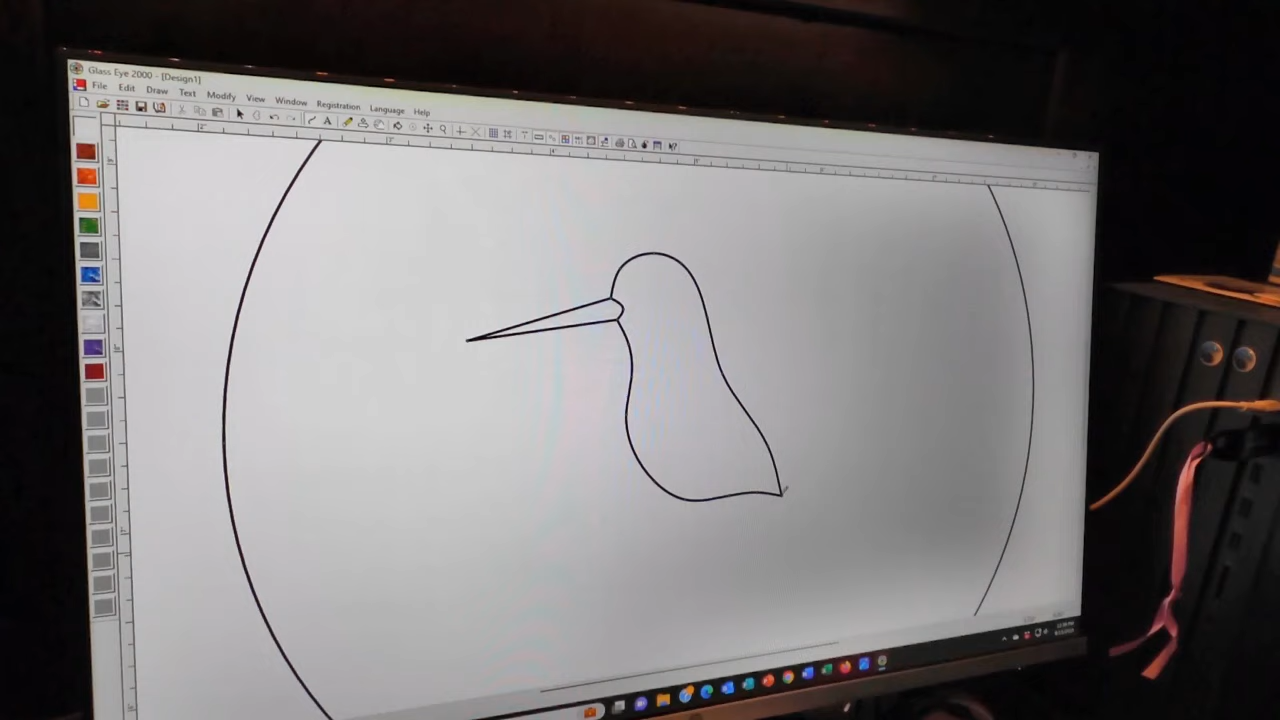 Glass Eye 2000 - [Design1]
File Edit Draw Text Modify View Window Registration Language Help